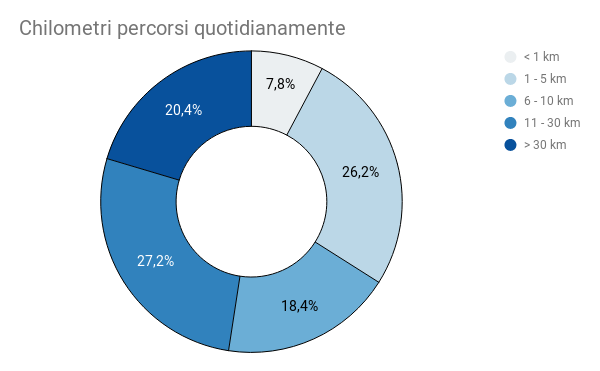 Chilometri percorsi quotidianamente
< 1 km
1 - 5 km
6 - 10 km
11 - 30 km
> 30 km
7,8%
20,4%
26,2%
27,2%
18,4%